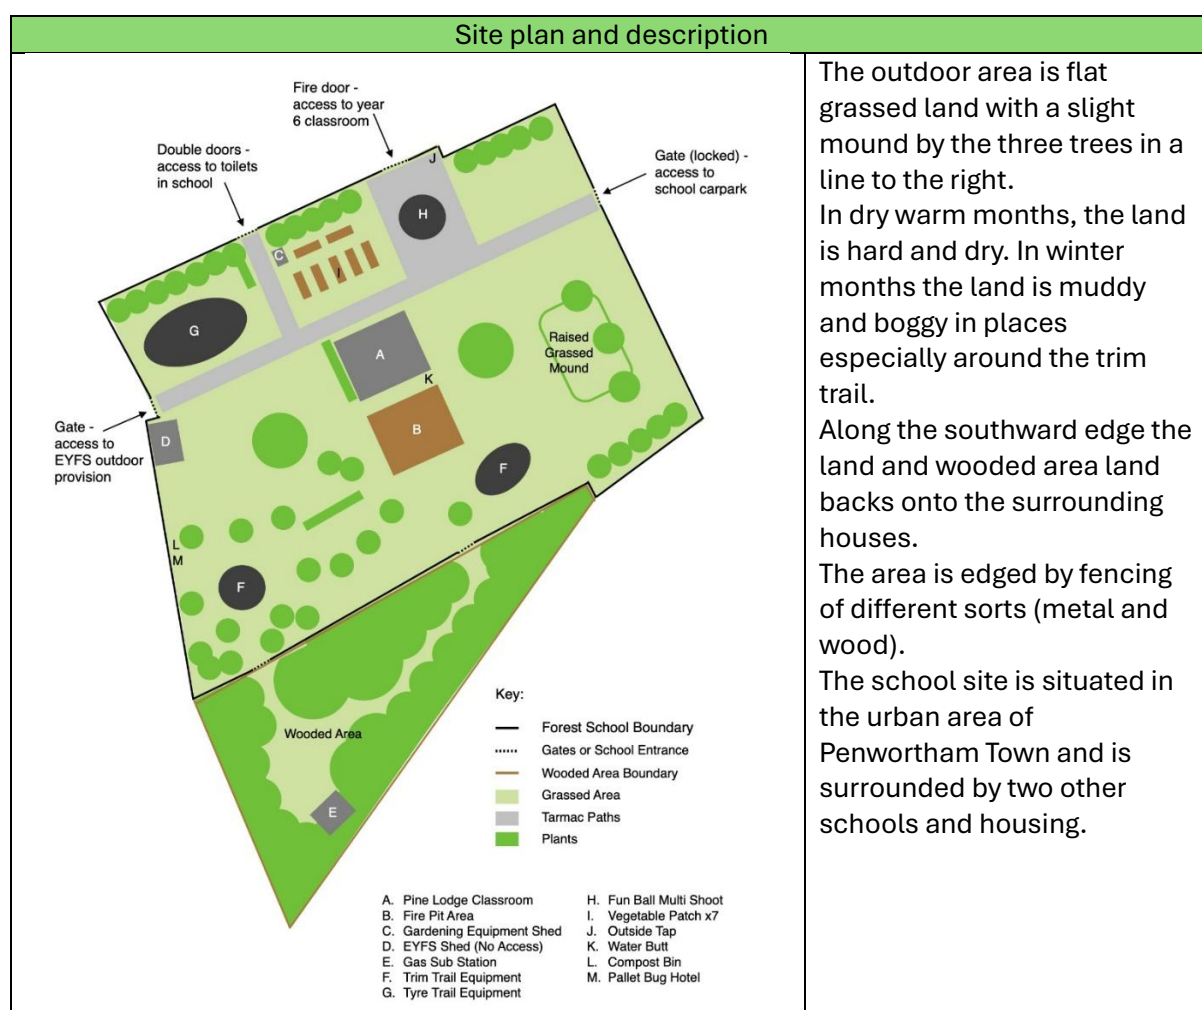 Site plan and description
Fire door -
access to year
6 classroom
Double doors -
access to toilets
in school
Gate (locked) -
access to
school carpark
J
H
C
I
G
A
K
Raised
Grassed
Mound
B
Gate -
access to
EYFS outdoor
provision
D
F
L
M
F
Wooded Area
E
Key:
Forest School Boundary
Gates or School Entrance
Wooded Area Boundary
Grassed Area
Tarmac Paths
Plants
A. Pine Lodge Classroom
B. Fire Pit Area
C. Gardening Equipment Shed
D. EYFS Shed (No Access)
E. Gas Sub Station
F. Trim Trail Equipment
G. Tyre Trail Equipment
H. Fun Ball Multi Shoot
I. Vegetable Patch x7
J. Outside Tap
K. Water Butt
L. Compost Bin
M. Pallet Bug Hotel
The outdoor area is flat
grassed land with a slight
mound by the three trees in a
line to the right.
In dry warm months, the land
is hard and dry. In winter
months the land is muddy
and boggy in places
especially around the trim
trail.
Along the southward edge the
land and wooded area land
backs onto the surrounding
houses.
The area is edged by fencing
of different sorts (metal and
wood).
The school site is situated in
the urban area of
Penwortham Town and is
surrounded by two other
schools and housing.